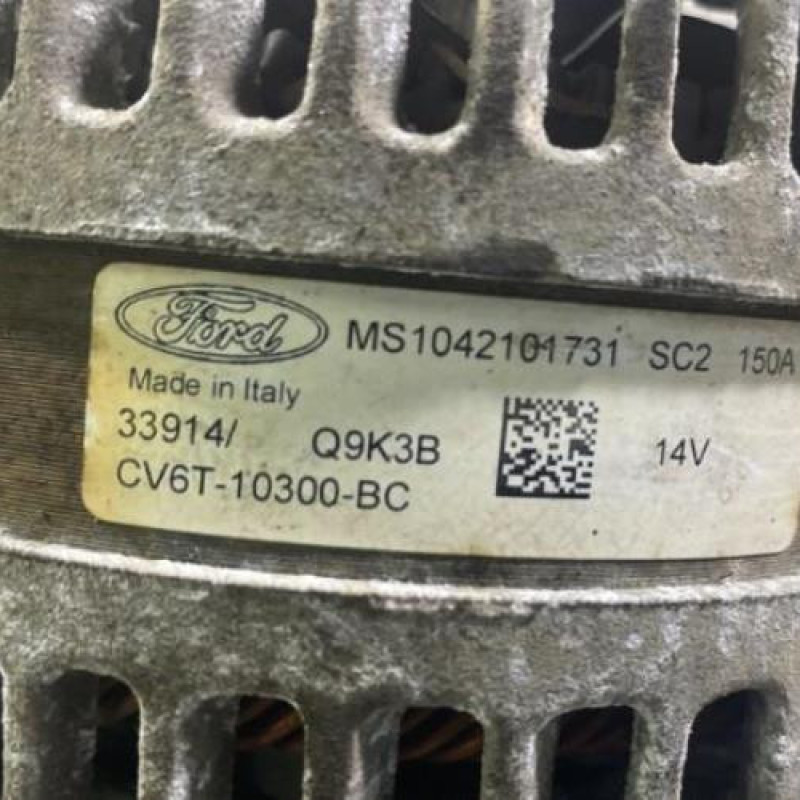 Ford MS1042101731 SC2 150A
Made in Italy
33914/ Q9K3B 14V
CV6T-10300-BC